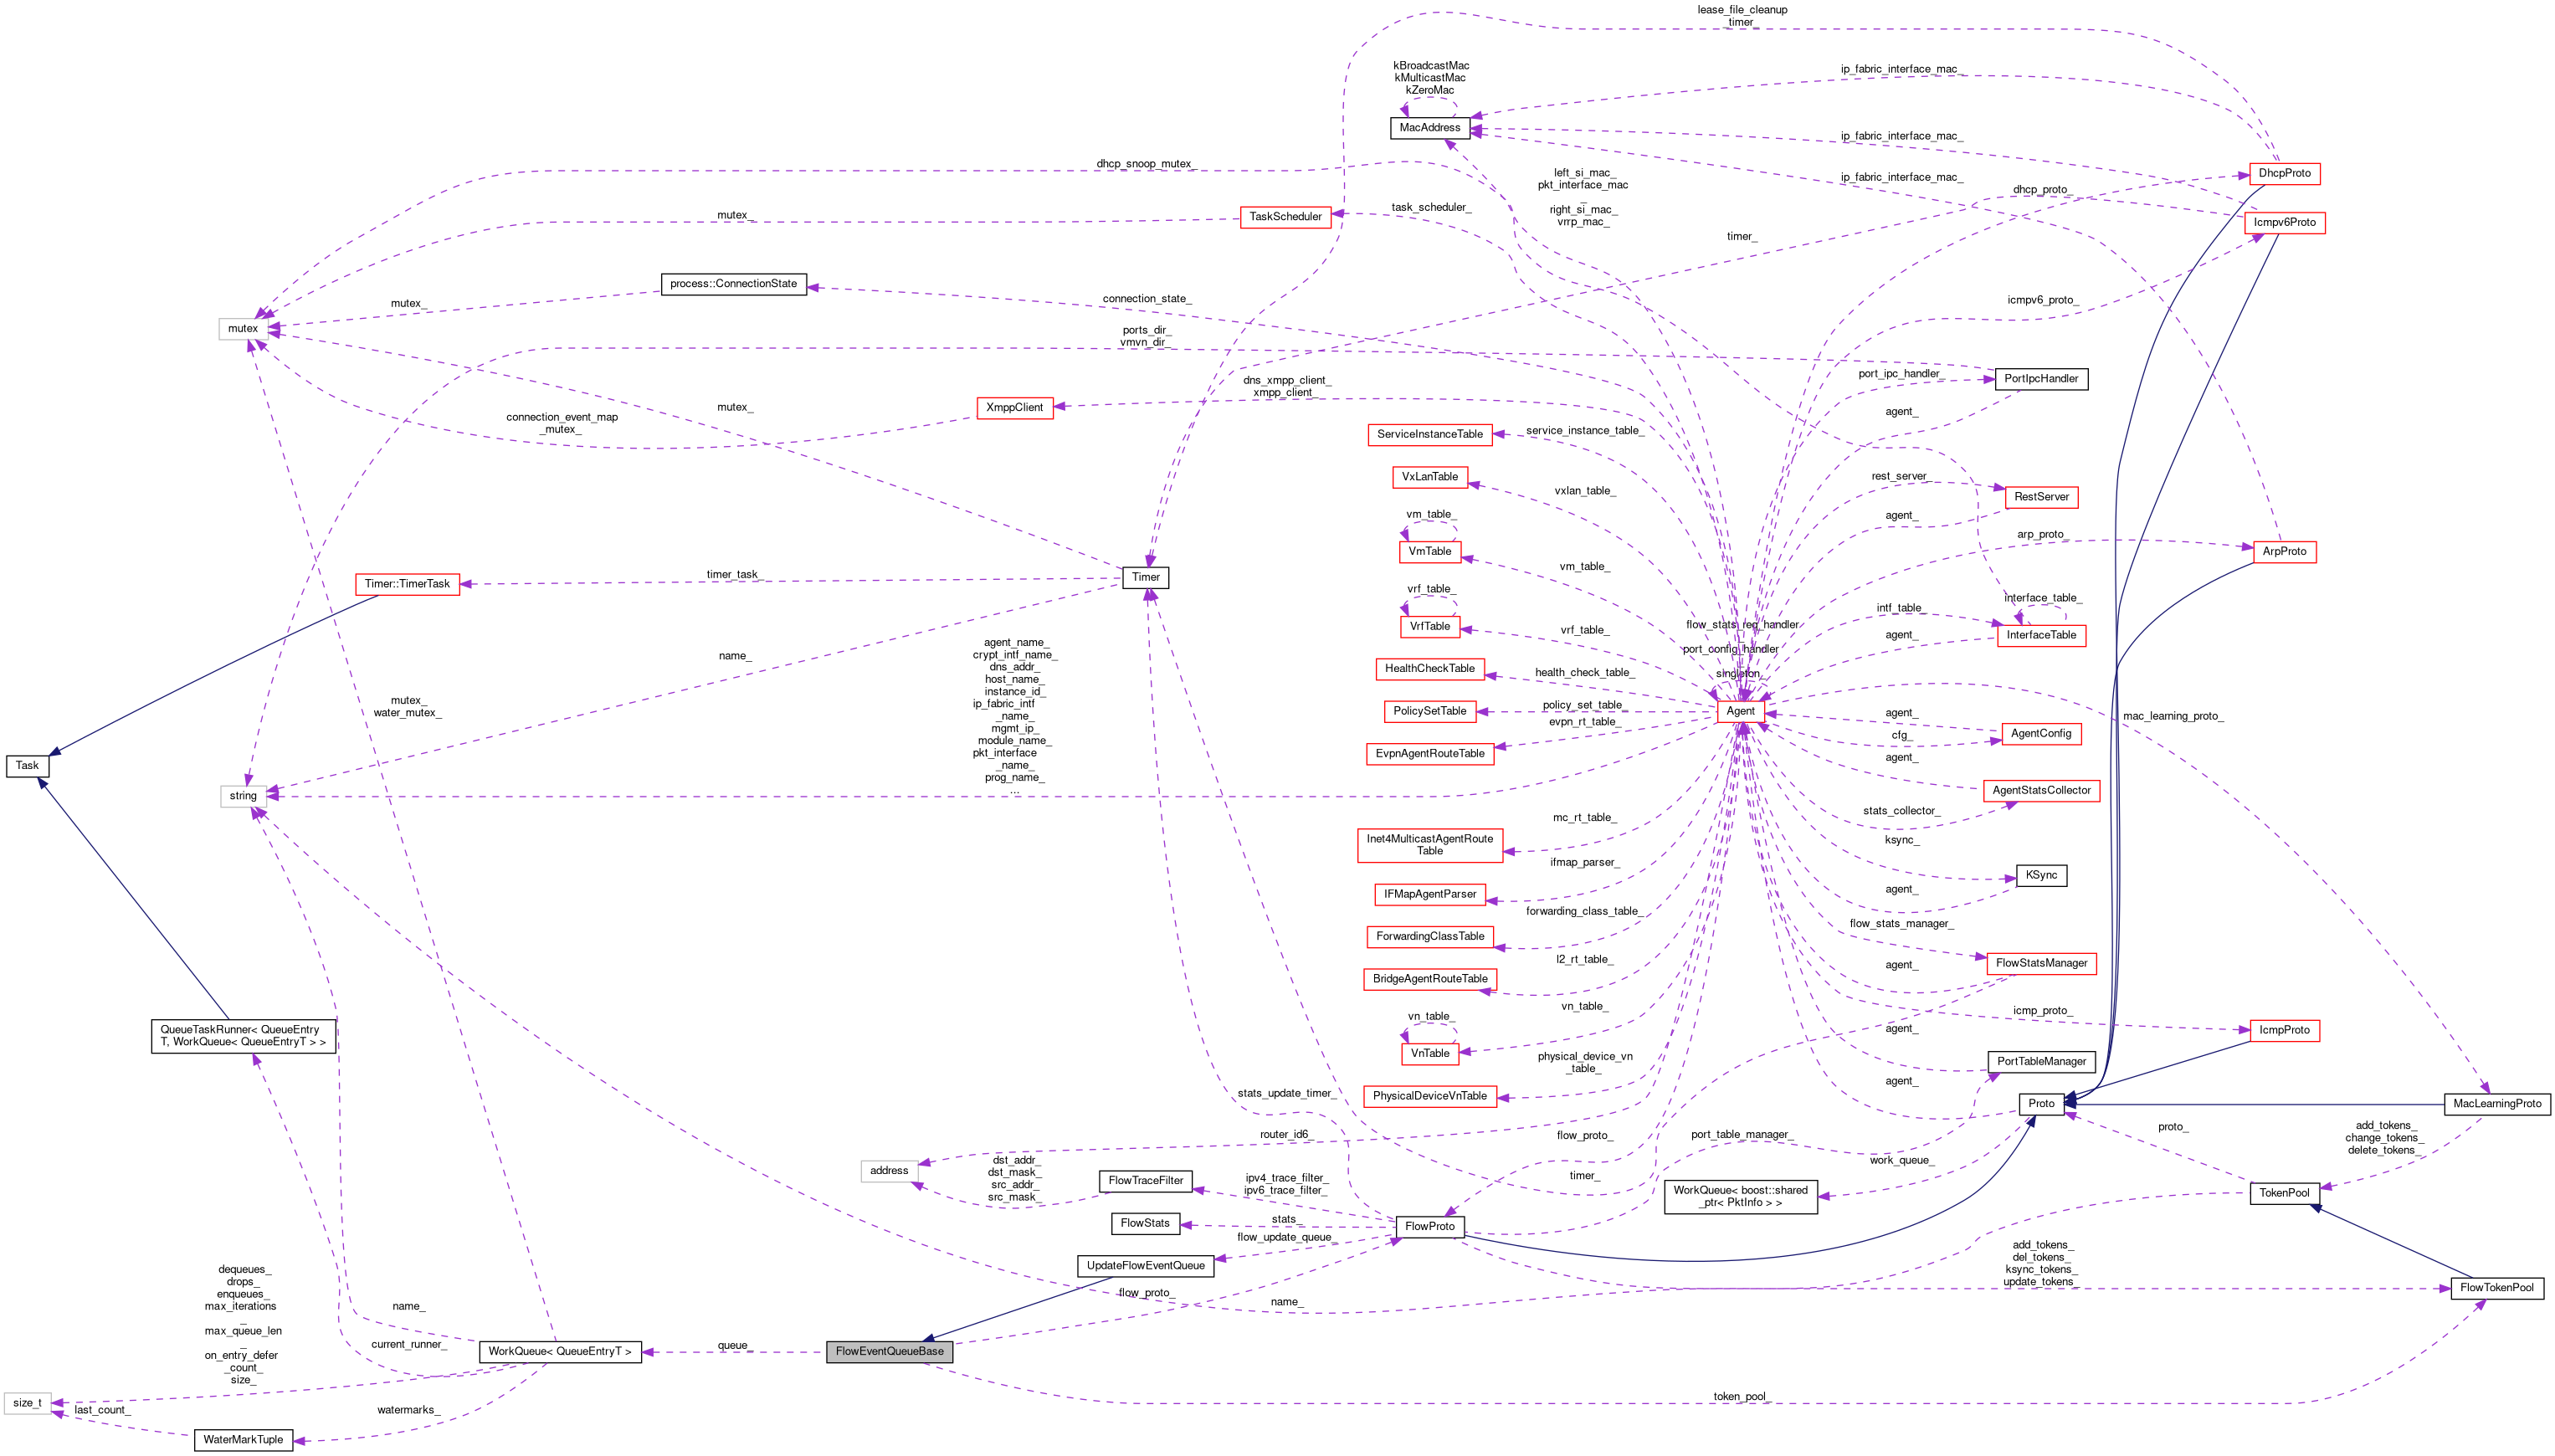 lease_file_cleanup
_timer_
kBroadcastMac
kMulticastMac
kZeroMac
ip_fabric_interface_mac_
MacAddress
ip_fabric_interface_mac_
dhcp_snoop_mutex_
left_si_mac_
pkt_interface_mac
_
right_si_mac_
vrrp_mac_
ip_fabric_interface_mac_
DhcpProto
dhcp_proto_
mutex_
TaskScheduler
task_scheduler_
Icmpv6Proto
timer_
process::ConnectionState
mutex_
connection_state_
icmpv6_proto_
mutex
ports_dir_
vmvn_dir_
port_ipc_handler_
PortIpcHandler
dns_xmpp_client_
xmpp_client_
mutex_
XmppClient
connection_event_map
_mutex_
agent_
ServiceInstanceTable
service_instance_table_
VxLanTable
vxlan_table_
rest_server_
RestServer
agent_
vm_table_
VmTable
vm_table_
arp_proto_
ArpProto
Timer::TimerTask
timer_task_
Timer
vrf_table_
VrfTable
vrf_table_
interface_table_
intf_table_
InterfaceTable
agent_
flow_stats_req_handler
_
port_config_handler
_
singleton_
name_
agent_name_
crypt_intf_name_
dns_addr_
host_name_
instance_id_
ip_fabric_intf
_name_
mgmt_ip_
module_name_
pkt_interface
_name_
prog_name_
...
HealthCheckTable
health_check_table_
mutex_
water_mutex_
PolicySetTable
policy_set_table_
Agent
agent_
mac_learning_proto_
EvpnAgentRouteTable
evpn_rt_table_
cfg_
AgentConfig
Task
agent_
string
AgentStatsCollector
stats_collector_
Inet4MulticastAgentRoute
Table
mc_rt_table_
ksync_
KSync
IFMapAgentParser
ifmap_parser_
agent_
ForwardingClassTable
forwarding_class_table_
flow_stats_manager_
FlowStatsManager
BridgeAgentRouteTable
l2_rt_table_
agent_
vn_table_
VnTable
vn_table_
icmp_proto_
IcmpProto
agent_
QueueTaskRunner< QueueEntry
T, WorkQueue< QueueEntryT > >
physical_device_vn
_table_
PortTableManager
agent_
PhysicalDeviceVnTable
stats_update_timer_
Proto
MacLearningProto
router_id6_
flow_proto_
port_table_manager_
proto_
add_tokens_
change_tokens_
delete_tokens_
address
dst_addr_
dst_mask_
src_addr_
src_mask_
FlowTraceFilter
ipv4_trace_filter_
ipv6_trace_filter_
timer_
work_queue_
WorkQueue< boost::shared
_ptr< PktInfo > >
TokenPool
FlowStats
stats_
FlowProto
flow_update_queue_
UpdateFlowEventQueue
add_tokens_
del_tokens_
ksync_tokens_
update_tokens_
FlowTokenPool
flow_proto_
name_
dequeues_
drops_
enqueues_
max_iterations
_
max_queue_len
_
on_entry_defer
_count_
size_
name_
current_runner_
WorkQueue< QueueEntryT >
queue_
FlowEventQueueBase
token_pool_
size_t
last_count_
watermarks_
WaterMarkTuple